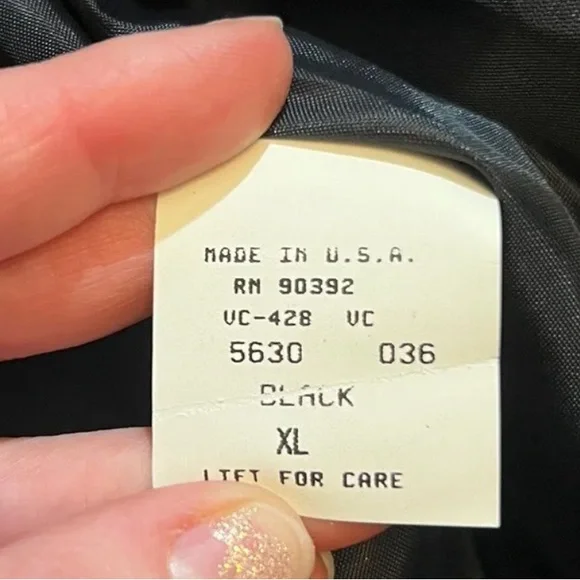 MADE IN U.S.A.
RN 90392
VC-428 VC
5630 036
BLACK
XL
LIFT FOR CARE